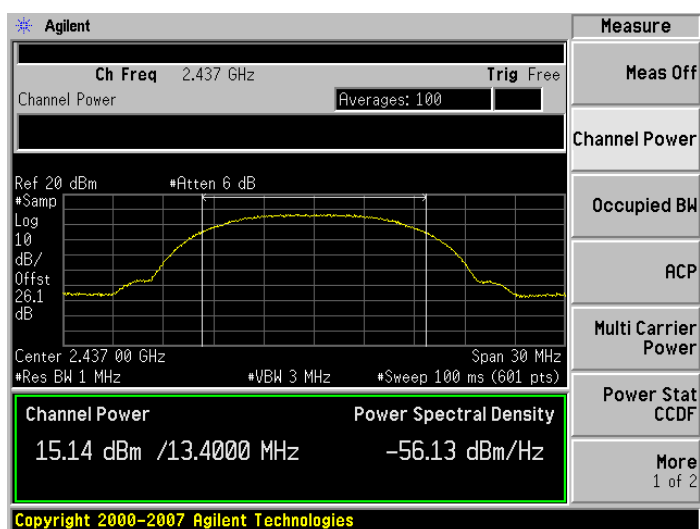 Agilent
Measure
Ch Freq 2.437 GHz Trig Free
Meas Off
Channel Power Averages: 100
Channel Power
Ref 20 dBm #Atten 6 dB
#Samp
Log
10
dB/
Offst
26.1
dB
Occupied BW
ACP
Multi Carrier
Power
Center 2.437 00 GHz Span 30 MHz
#Res BW 1 MHz #VBW 3 MHz #Sweep 100 ms (601 pts)
Power Stat
CCDF
Channel Power Power Spectral Density
15.14 dBm /13.4000 MHz -56.13 dBm/Hz
More
1 of 2
Copyright 2000-2007 Agilent Technologies